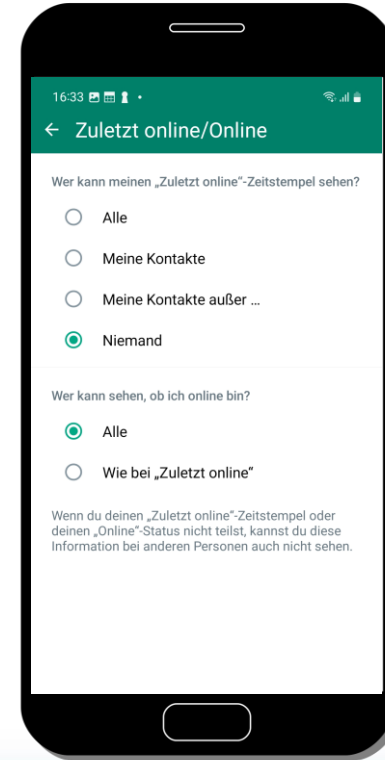 16:33
Zuletzt online/Online
Wer kann meinen „Zuletzt online“-Zeitstempel sehen?
Alle
Meine Kontakte
Meine Kontakte außer ...
Niemand
Wer kann sehen, ob ich online bin?
Alle
Wie bei „Zuletzt online“
Wenn du deinen „Zuletzt online“-Zeitstempel oder
deinen „Online“-Status nicht teilst, kannst du diese
Information bei anderen Personen auch nicht sehen.